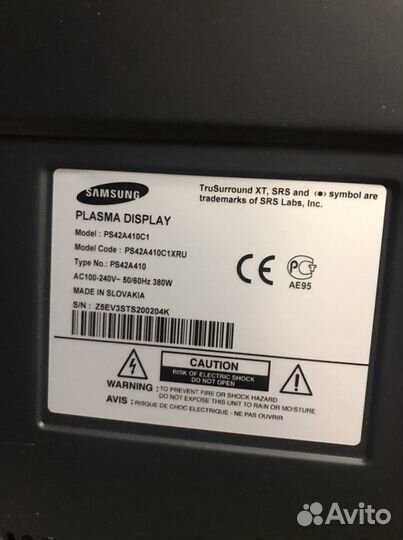 SAMSUNG
TruSurround XT, SRS and (●) symbol are
trademarks of SRS Labs, Inc.
PLASMA DISPLAY
Model : PS42A410C1
Model Code : PS42A410C1XRU
Type No.: PS42A410
AC100-240V~ 50/60Hz 380W
MADE IN SLOVAKIA
S/N : Z5EV3STS200204K
CE
PG
AE95
CAUTION
RISK OF ELECTRIC SHOCK
DO NOT OPEN
WARNING : TO PREVENT FIRE OR SHOCK HAZARD
DO NOT EXPOSE THIS UNIT TO RAIN OR MOISTURE
AVIS : RISQUE DE CHOC ELECTRIQUE - NE PAS OUVRIR
Avito